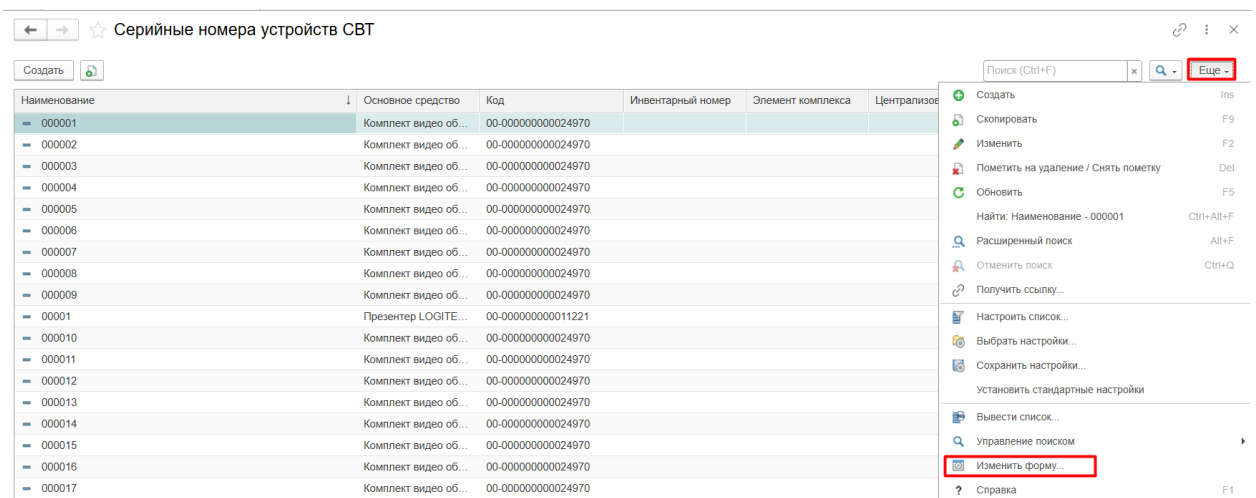 Серийные номера устройств СВТ
Создать
Поиск (Ctrl+F) x
Еще
Наименование ↓ Основное средство Код Инвентарный номер Элемент комплекса Централизов
000001 Комплект видео об... 00-000000000024970
000002 Комплект видео об... 00-000000000024970
000003 Комплект видео об... 00-000000000024970
000004 Комплект видео об... 00-000000000024970
000005 Комплект видео об... 00-000000000024970
000006 Комплект видео об... 00-000000000024970
000007 Комплект видео об... 00-000000000024970
000008 Комплект видео об... 00-000000000024970
000009 Комплект видео об... 00-000000000024970
00001 Презентер LOGITE... 00-000000000011221
000010 Комплект видео об... 00-000000000024970
000011 Комплект видео об... 00-000000000024970
000012 Комплект видео об... 00-000000000024970
000013 Комплект видео об... 00-000000000024970
000014 Комплект видео об... 00-000000000024970
000015 Комплект видео об... 00-000000000024970
000016 Комплект видео об... 00-000000000024970
000017 Комплект видео об... 00-000000000024970
Создать Ins
Скопировать F9
Изменить F2
Пометить на удаление / Снять пометку Del
Обновить F5
Найти: Наименование - 000001 Ctrl+Alt+F
Расширенный поиск Alt+F
Отменить поиск Ctrl+Q
Получить ссылку...
Настроить список...
Выбрать настройки...
Сохранить настройки...
Установить стандартные настройки
Вывести список...
Управление поиском
Изменить форму...
? Справка F1